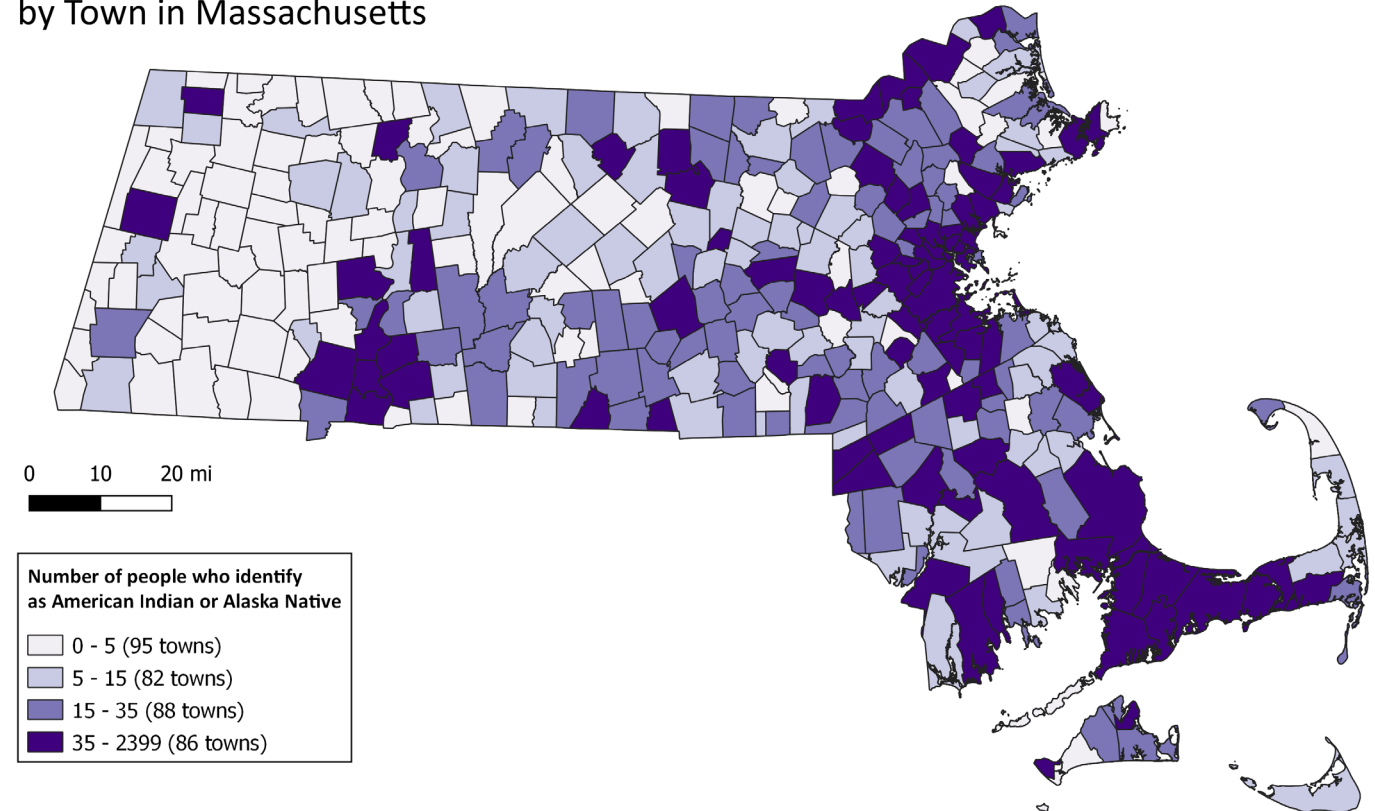 by Town in Massachusetts
0 10 20 mi
Number of people who identify
as American Indian or Alaska Native
0 - 5 (95 towns)
5 - 15 (82 towns)
15 - 35 (88 towns)
35 - 2399 (86 towns)